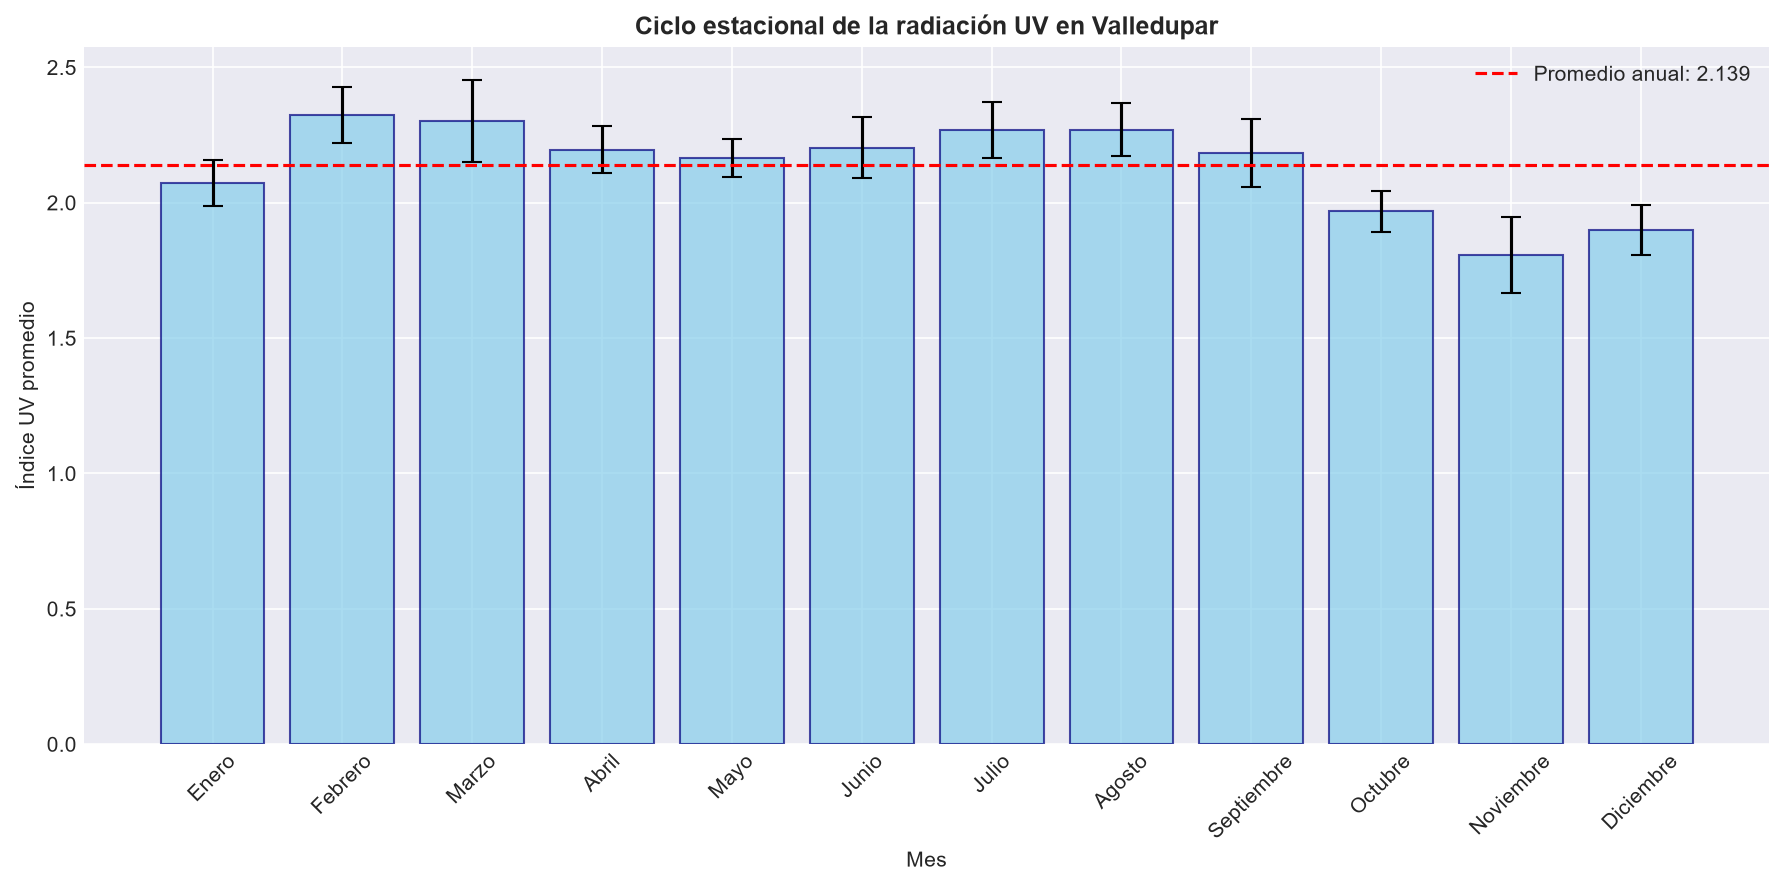 Ciclo estacional de la radiación UV en Valledupar
Promedio anual: 2.139
Índice UV promedio
2.5
2.0
1.5
1.0
0.5
0.0
Enero
Febrero
Marzo
Abril
Mayo
Junio
Julio
Agosto
Septiembre
Octubre
Noviembre
Diciembre
Mes